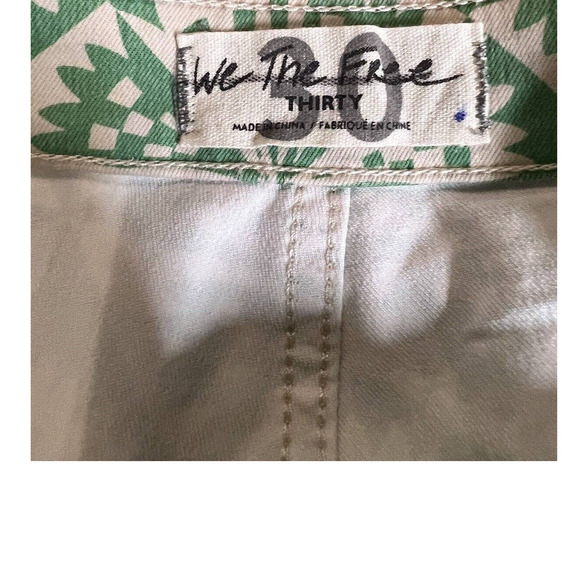 30
We The Free
THIRTY
MADE IN CHINA / FABRIQUÉ EN CHINE